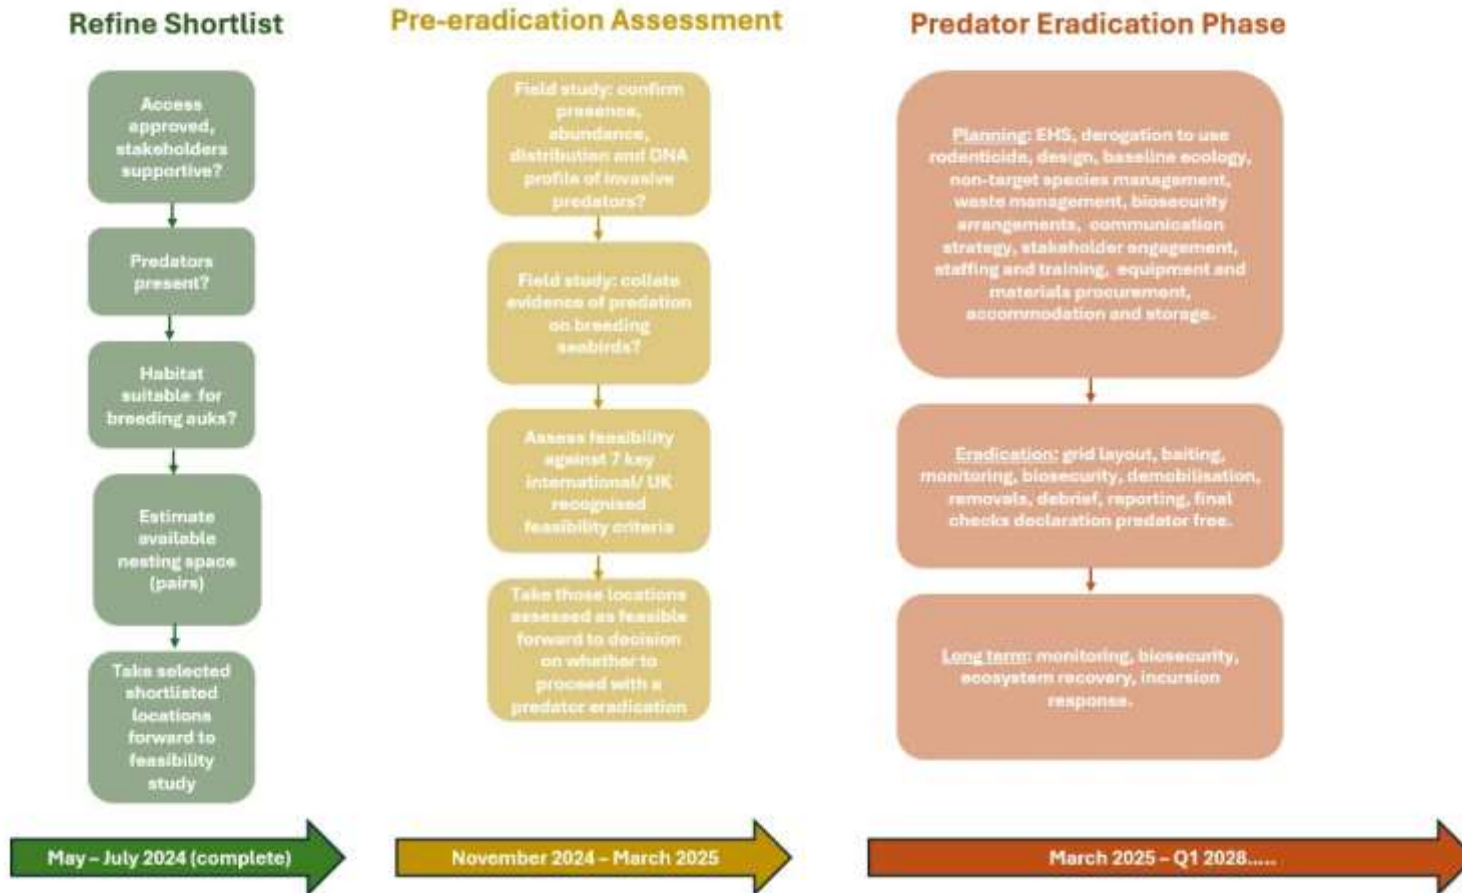 Refine Shortlist
Access
approved,
stakeholders
supportive?
Predators
present?
Habitat
suitable for
breeding auks?
Estimate
available
nesting space
(pairs)
Take selected
shortlisted
locations
forward to
feasibility
study
May – July 2024 (complete)
Pre-eradication Assessment
Field study: confirm
presence,
abundance,
distribution and DNA
profile of invasive
predators?
Field study: collate
evidence of predation
on breeding
seabirds?
Assess feasibility
against 7 key
international/ UK
recognised
feasibility criteria
Take those locations
assessed as feasible
forward to decision
on whether to
proceed with a
predator eradication
November 2024 – March 2025
Predator Eradication Phase
Planning: EHS, derogation to use
rodenticide, design, baseline ecology,
non-target species management,
waste management, biosecurity
arrangements, communication
strategy, stakeholder engagement,
staffing and training, equipment and
materials procurement,
accommodation and storage.
Eradication: grid layout, baiting,
monitoring, biosecurity, demobilisation,
removals, debrief, reporting, final
checks declaration predator free.
Long term: monitoring, biosecurity,
ecosystem recovery, incursion
response.
March 2025 – Q1 2028.....